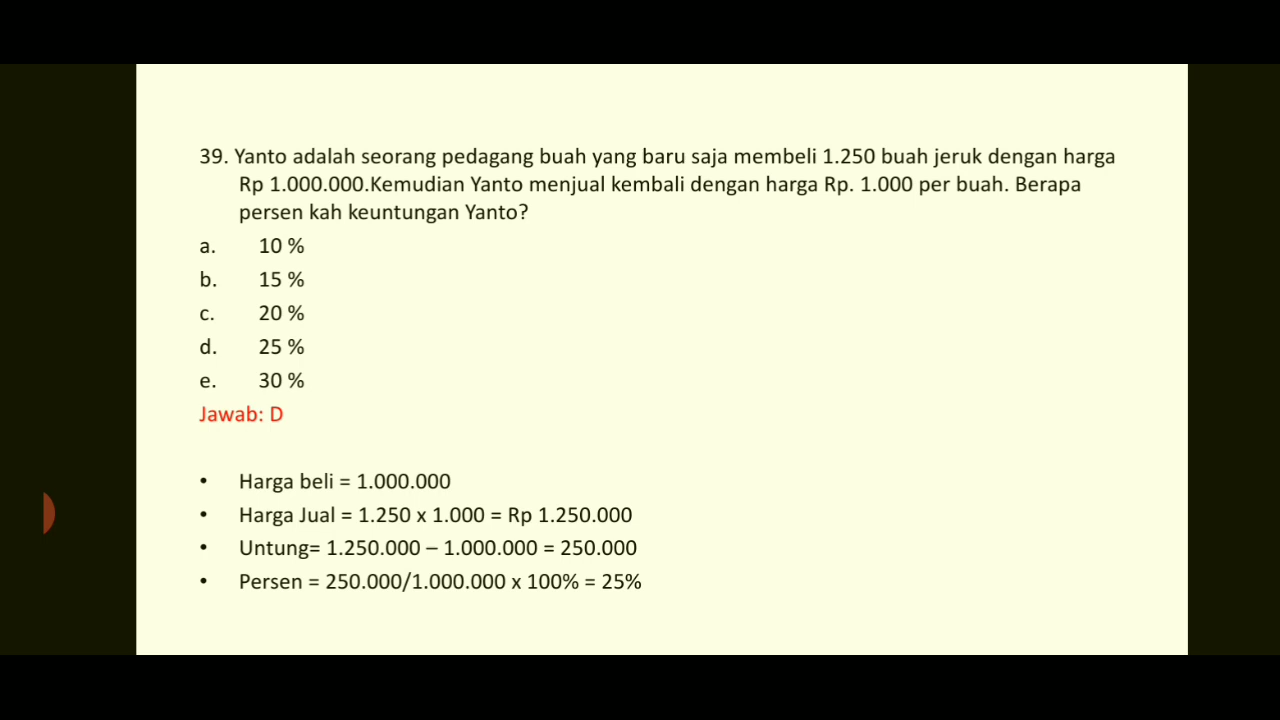 39. Yanto adalah seorang pedagang buah yang baru saja membeli 1.250 buah jeruk dengan harga
Rp 1.000.000.Kemudian Yanto menjual kembali dengan harga Rp. 1.000 per buah. Berapa
persen kah keuntungan Yanto?
a. 10 %
b. 15 %
c. 20 %
d. 25 %
e. 30 %
Jawab: D
• Harga beli = 1.000.000
• Harga Jual = 1.250 x 1.000 = Rp 1.250.000
• Untung= 1.250.000 – 1.000.000 = 250.000
• Persen = 250.000/1.000.000 x 100% = 25%